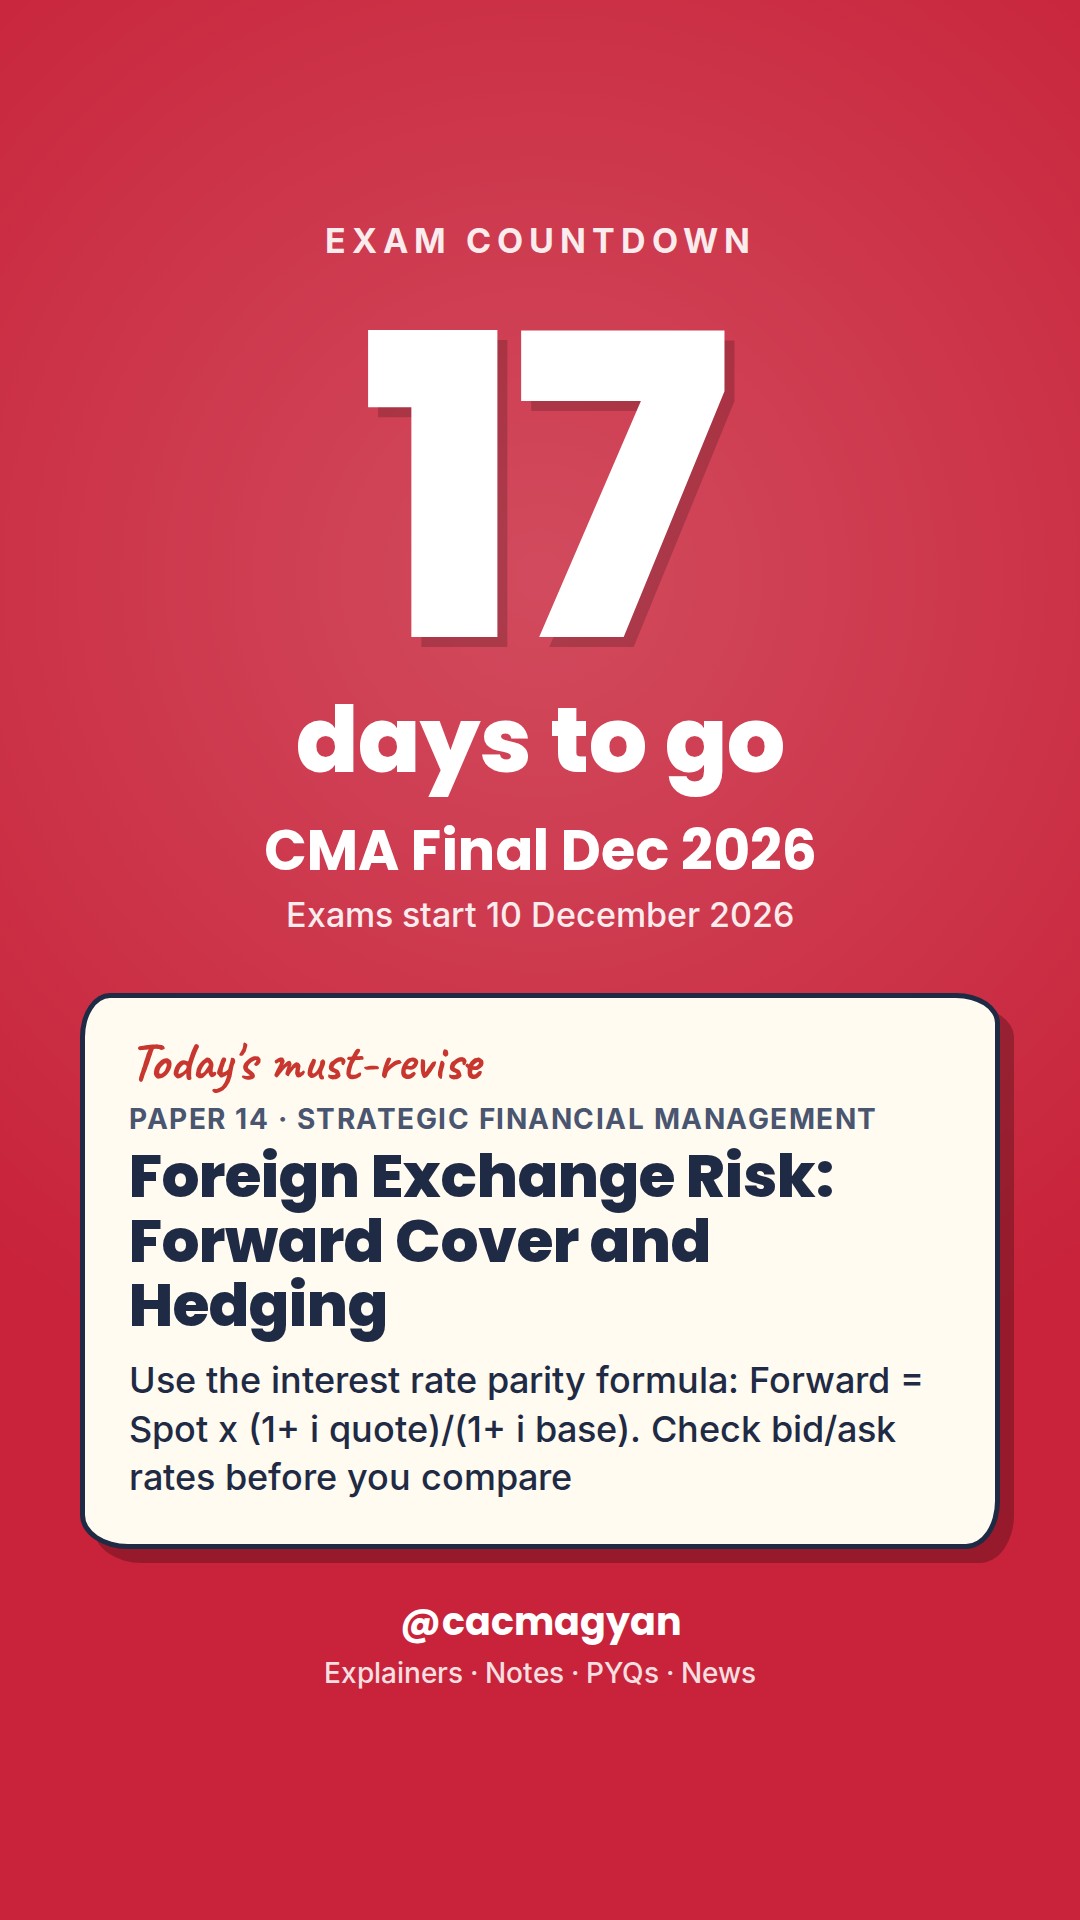 EXAM COUNTDOWN
17
days to go
CMA Final Dec 2026
Exams start 10 December 2026
Today's must-revise
PAPER 14 · STRATEGIC FINANCIAL MANAGEMENT
Foreign Exchange Risk:
Forward Cover and
Hedging
Use the interest rate parity formula: Forward =
Spot x (1+ i quote)/(1+ i base). Check bid/ask
rates before you compare
@cacmagyan
Explainers · Notes · PYQs · News